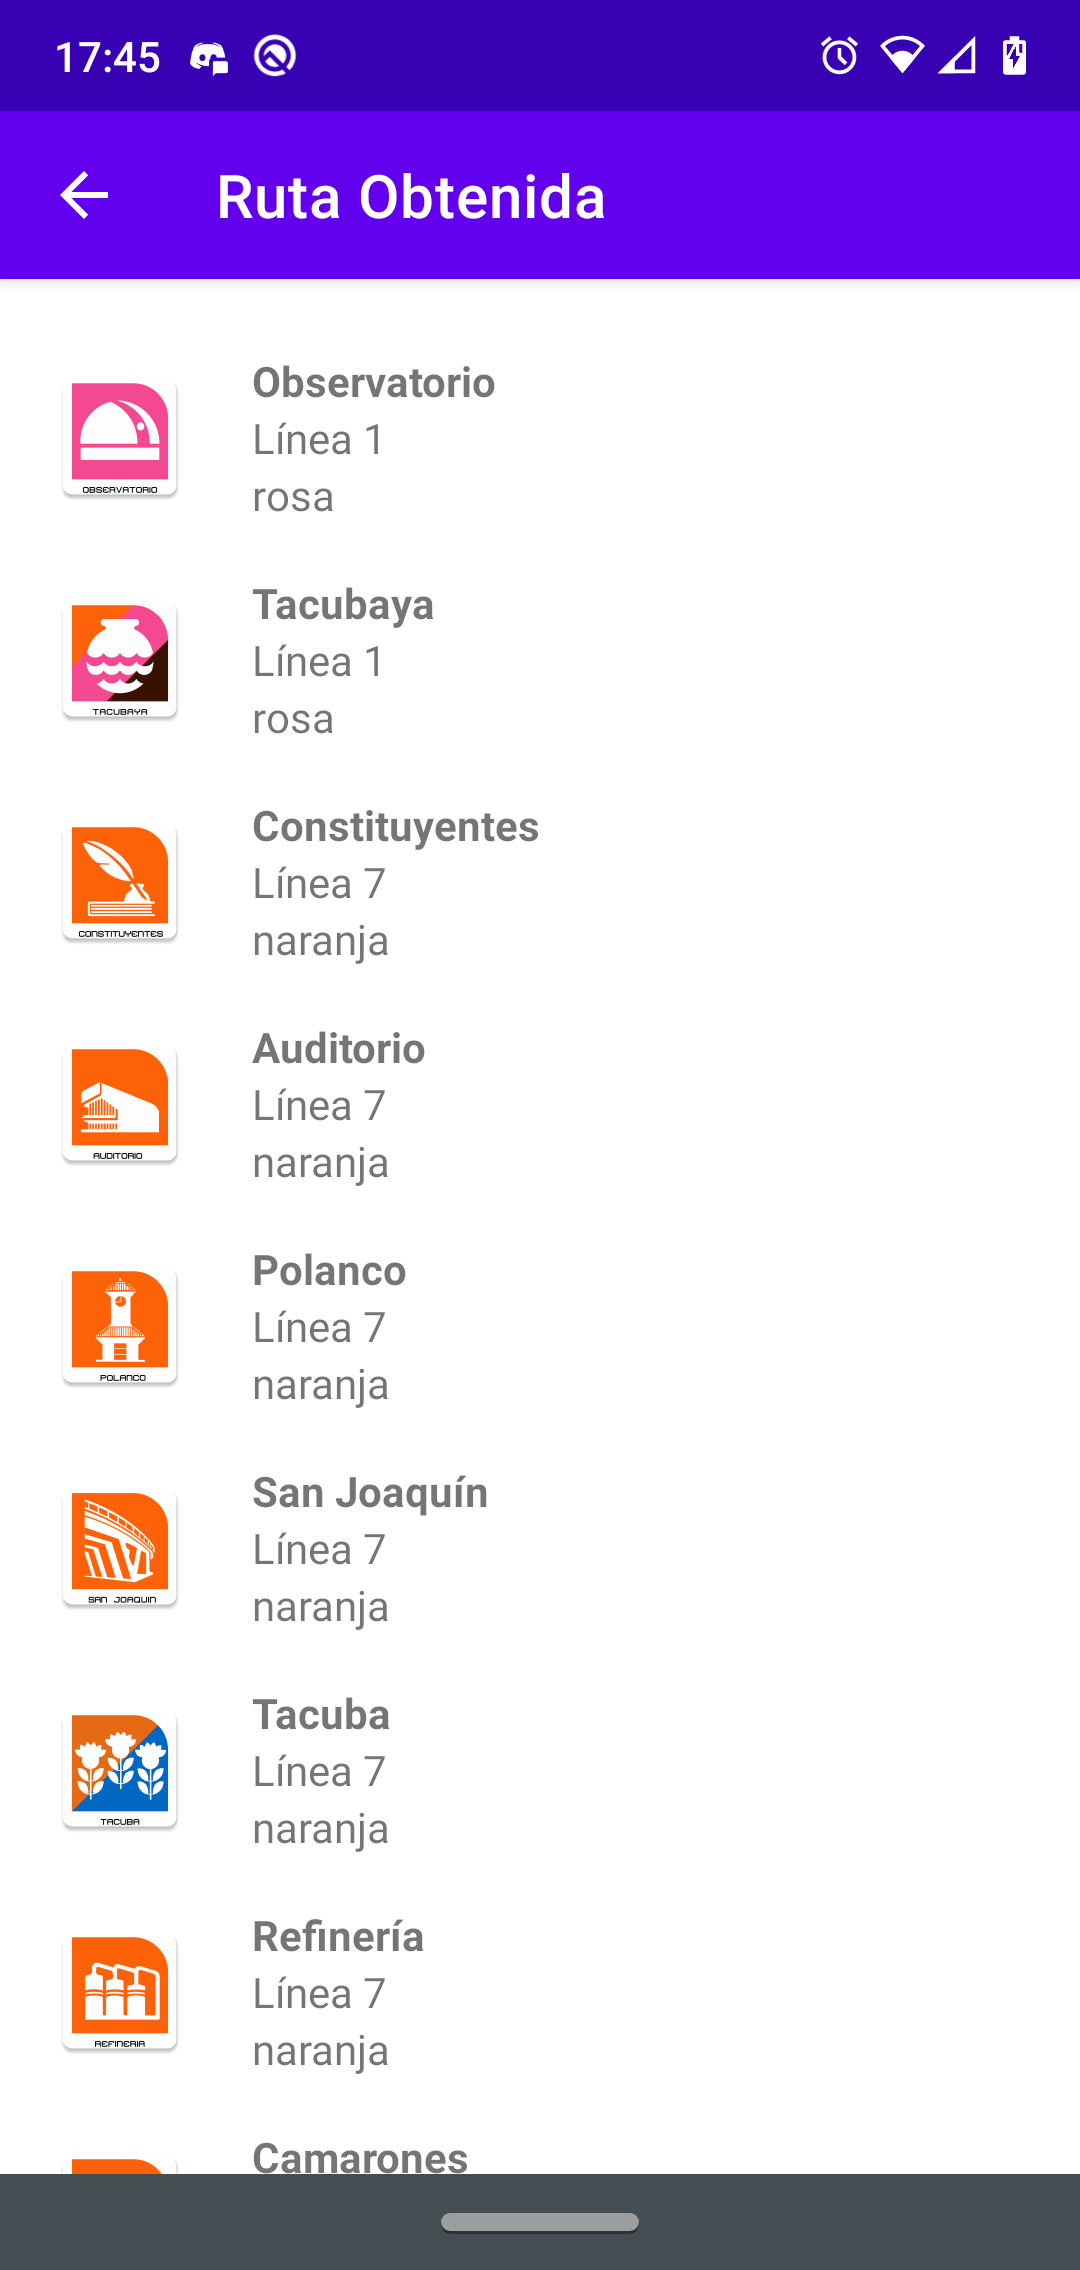 17:45
Ruta Obtenida
OBSERVATORIO
Observatorio
Línea 1
rosa
TACUBAYA
Tacubaya
Línea 1
rosa
CONSTITUYENTES
Constituyentes
Línea 7
naranja
AUDITORIO
Auditorio
Línea 7
naranja
POLANCO
Polanco
Línea 7
naranja
SAN JOAQUIN
San Joaquín
Línea 7
naranja
TACUBA
Tacuba
Línea 7
naranja
REFINERIA
Refinería
Línea 7
naranja
Camarones